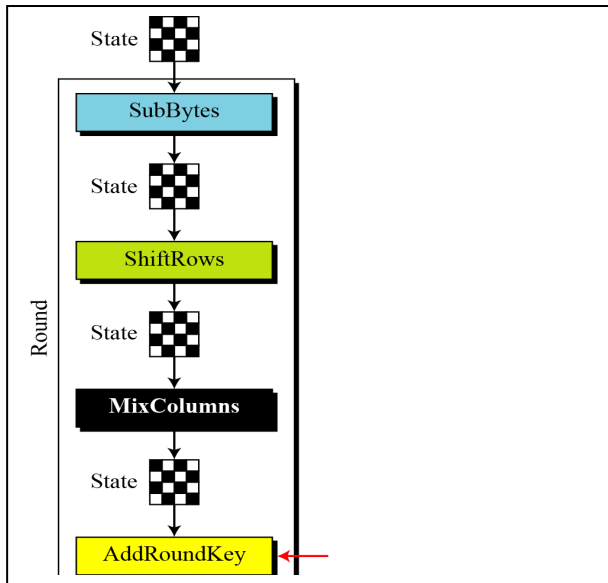 State
SubBytes
State
ShiftRows
Round
State
MixColumns
State
AddRoundKey